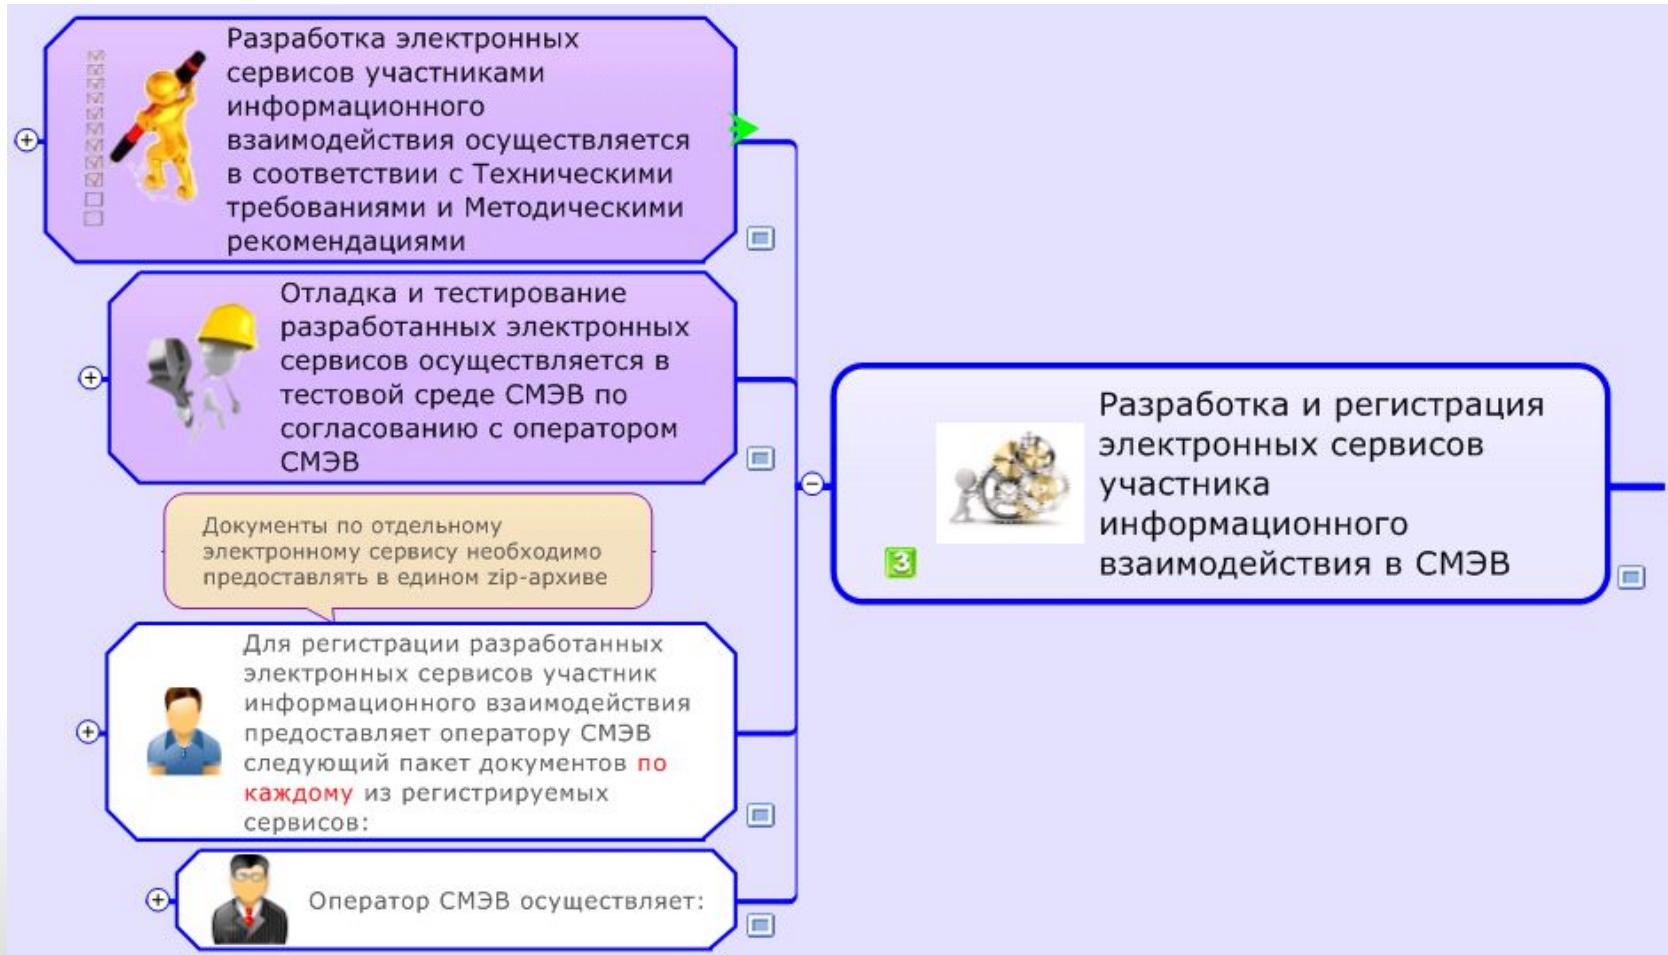 Разработка электронных
сервисов участниками
информационного
взаимодействия осуществляется
в соответствии с Техническими
требованиями и Методическими
рекомендациями
Отладка и тестирование
разработанных электронных
сервисов осуществляется в
тестовой среде СМЭВ по
согласованию с оператором
СМЭВ
Документы по отдельному
электронному сервису необходимо
предоставлять в едином zip-архиве
Для регистрации разработанных
электронных сервисов участник
информационного взаимодействия
предоставляет оператору СМЭВ
следующий пакет документов по
каждому из регистрируемых
сервисов:
Оператор СМЭВ осуществляет:
Разработка и регистрация
электронных сервисов
участника
информационного
взаимодействия в СМЭВ
3